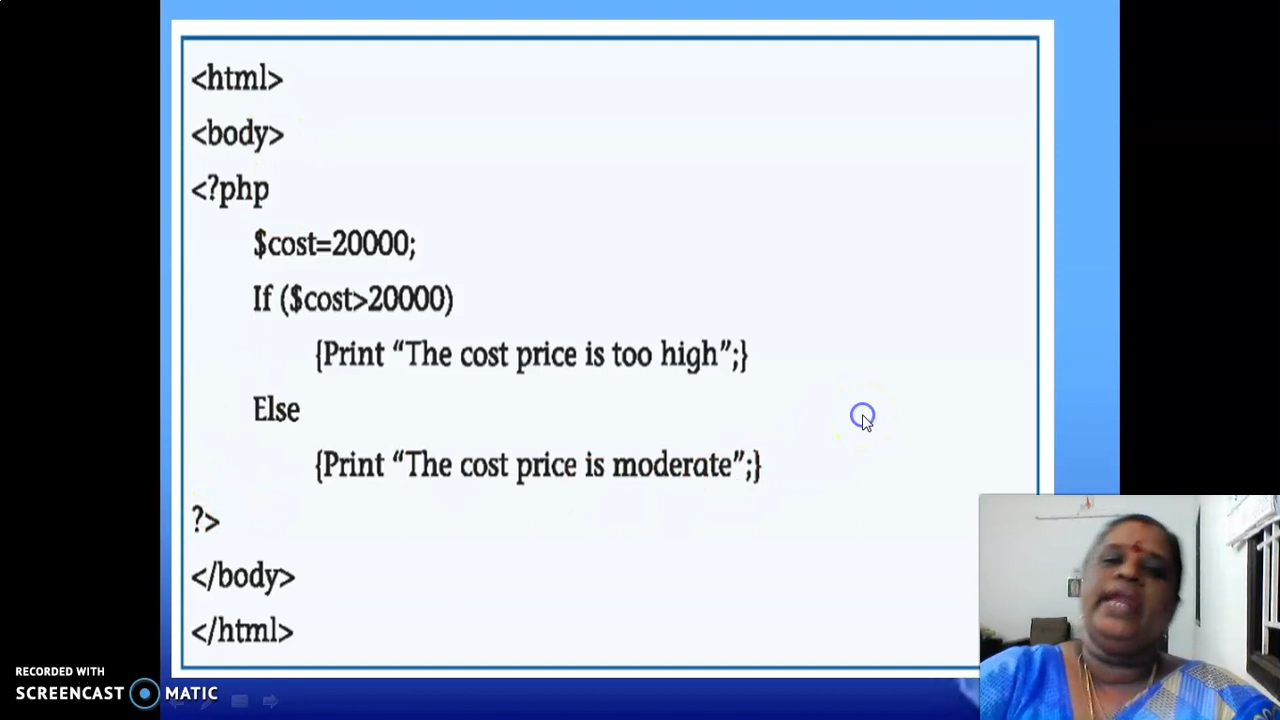 <html>
<body>
<?php
$cost=20000;
If ($cost>20000)
{Print “The cost price is too high”;}
Else
{Print “The cost price is moderate”;}
?>
</body>
</html>
RECORDED WITH
SCREENCAST MATIC